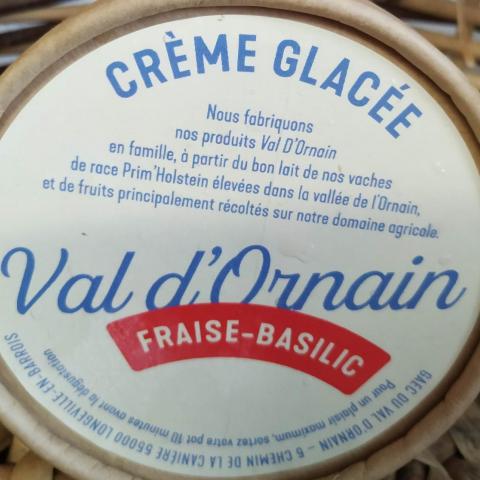 CRÈME GLACÉE
Nous fabriquons
nos produits Val D'Ornain
en famille, à partir du bon lait de nos vaches
de race Prim'Holstein élevées dans la vallée de l'Ornain,
et de fruits principalement récoltés sur notre domaine agricole.
Val d'Ornain
FRAISE-BASILIC
Pour un plaisir maximum, sortez votre pot 10 minutes avant la dégustation
GAEC DU VAL D'ORNAIN - 6 CHEMIN DE LA CANIÈRE 55000 LONGEVILLE-EN-BARROIS